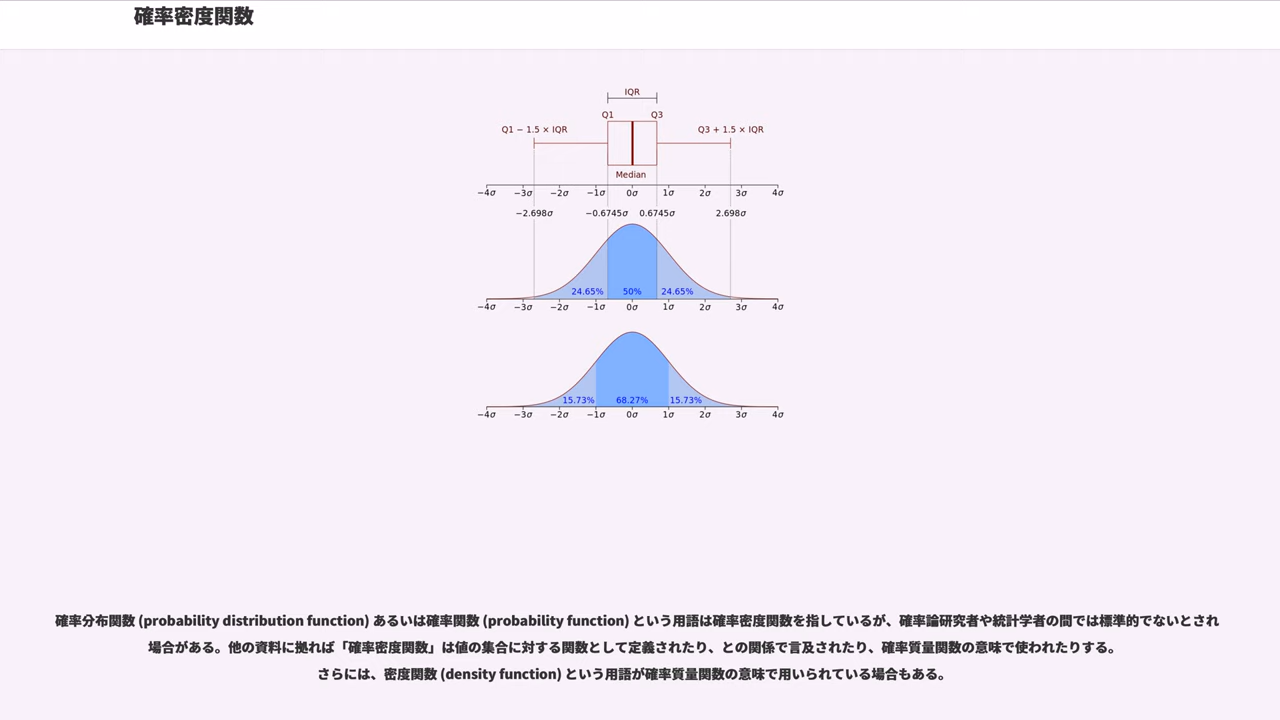 確率密度関数
IQR
Q1 Q3
Q1 − 1.5 × IQR Q3 + 1.5 × IQR
Median
−4σ −3σ −2σ −1σ 0σ 1σ 2σ 3σ 4σ
−2.698σ −0.6745σ 0.6745σ 2.698σ
24.65% 50% 24.65%
−4σ −3σ −2σ −1σ 0σ 1σ 2σ 3σ 4σ
15.73% 68.27% 15.73%
−4σ −3σ −2σ −1σ 0σ 1σ 2σ 3σ 4σ
確率分布関数 (probability distribution function) あるいは確率関数 (probability function) という用語は確率密度関数を指しているが、確率論研究者や統計学者の間では標準的でないとされ
場合がある。他の資料に拠れば「確率密度関数」は値の集合に対する関数として定義されたり、との関係で言及されたり、確率質量関数の意味で使われたりする。
さらには、密度関数 (density function) という用語が確率質量関数の意味で用いられている場合もある。